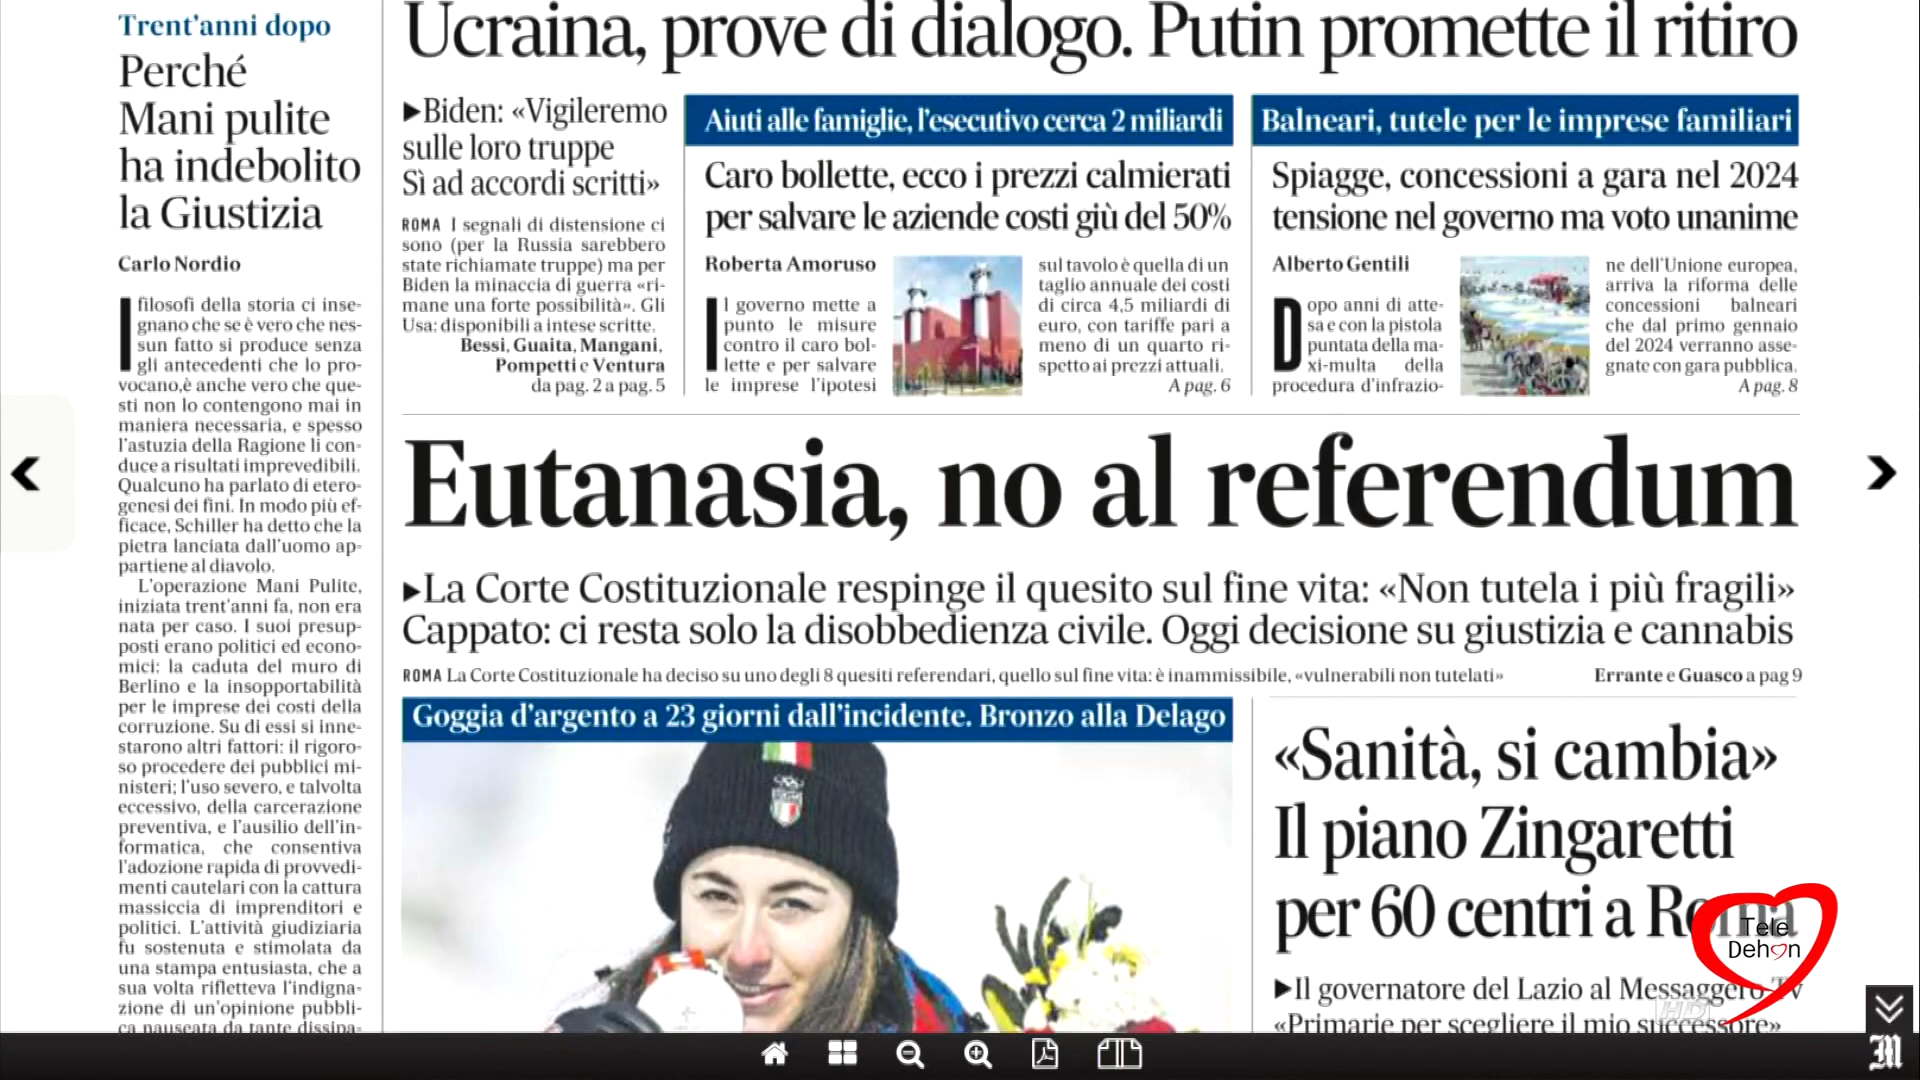 Trent'anni dopo
Perché
Mani pulite
ha indebolito
la Giustizia
Carlo Nordio
I filosofi della storia ci inse-
gnano che se è vero che nes-
sun fatto si produce senza
gli antecedenti che lo pro-
vocano,è anche vero che que-
sti non lo contengono mai in
maniera necessaria, e spesso
l'astuzia della Ragione li con-
duce a risultati imprevedibili.
Qualcuno ha parlato di etero-
genesi dei fini. In modo più ef-
ficace, Schiller ha detto che la
pietra lanciata dall'uomo ap-
partiene al diavolo.
L'operazione Mani Pulite,
iniziata trent'anni fa, non era
nata per caso. I suoi presup-
posti erano politici ed econo-
mici: la caduta del muro di
Berlino e la insopportabilità
per le imprese dei costi della
corruzione. Su di essi si inne-
starono altri fattori: il rigoro-
so procedere dei pubblici mi-
nisteri; l'uso severo, e talvolta
eccessivo, della carcerazione
preventiva, e l'ausilio dell'in-
formatica, che consentiva
l'adozione rapida di provvedi-
menti cautelari con la cattura
massiccia di imprenditori e
politici. L'attività giudiziaria
fu sostenuta e stimolata da
una stampa entusiasta, che a
sua volta rifletteva l'indigna-
zione di un'opinione pubbli-
ca nauseata da tante dissipa-
Ucraina, prove di dialogo. Putin promette il ritiro
►Biden: «Vigileremo
sulle loro truppe
Sì ad accordi scritti»
ROMA I segnali di distensione ci
sono (per la Russia sarebbero
state richiamate truppe) ma per
Biden la minaccia di guerra «ri-
mane una forte possibilità». Gli
Usa: disponibili a intese scritte.
Bessi, Guaita, Mangani,
Pompetti e Ventura
da pag. 2 a pag. 5
Aiuti alle famiglie, l'esecutivo cerca 2 miliardi
Caro bollette, ecco i prezzi calmierati
per salvare le aziende costi giù del 50%
Roberta Amoruso
Il governo mette a
punto le misure
contro il caro bol-
lette e per salvare
le imprese l'ipotesi
sul tavolo è quella di un
taglio annuale dei costi
di circa 4,5 miliardi di
euro, con tariffe pari a
meno di un quarto ri-
spetto ai prezzi attuali.
A pag. 6
Balneari, tutele per le imprese familiari
Spiagge, concessioni a gara nel 2024
tensione nel governo ma voto unanime
Alberto Gentili
Dopo anni di atte-
sa e con la pistola
puntata della ma-
xi-multa della
procedura d'infrazio-
ne dell'Unione europea,
arriva la riforma delle
concessioni balneari
che dal primo gennaio
del 2024 verranno asse-
gnate con gara pubblica.
A pag. 8
Eutanasia, no al referendum
►La Corte Costituzionale respinge il quesito sul fine vita: «Non tutela i più fragili»
Cappato: ci resta solo la disobbedienza civile. Oggi decisione su giustizia e cannabis
ROMA La Corte Costituzionale ha deciso su uno degli 8 quesiti referendari, quello sul fine vita: è inammissibile, «vulnerabili non tutelati» Errante e Guasco a pag 9
Goggia d'argento a 23 giorni dall'incidente. Bronzo alla Delago
«Sanità, si cambia»
Il piano Zingaretti
per 60 centri a Roma
►Il governatore del Lazio al Messaggero Tv
«Primarie per scegliere il mio successore»
Tele
Dehon
HD
M